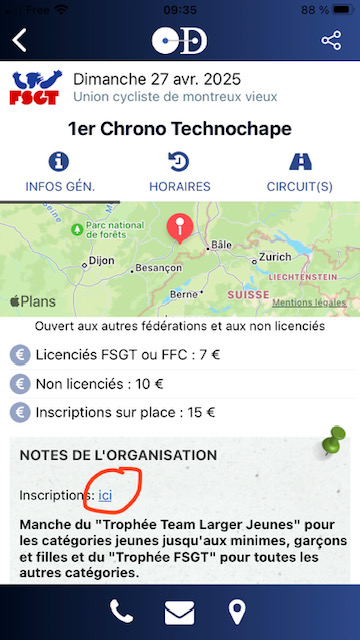 09:35
88 %
OD
FSGT
Dimanche 27 avr. 2025
Union cycliste de montreux vieux
1er Chrono Technochape
INFOS GÉN.
HORAIRES
CIRCUIT(S)
Parc national
de forêts
Dijon
Besançon
Bâle
Zurich
LIECHTENSTEIN
Berne
SUISSE
Plans
Mentions légales
Ouvert aux autres fédérations et aux non licenciés
€ Licenciés FSGT ou FFC : 7 €
€ Non licenciés : 10 €
€ Inscriptions sur place : 15 €
NOTES DE L'ORGANISATION
Inscriptions: ici
Manche du "Trophée Team Larger Jeunes" pour
les catégories jeunes jusqu'aux minimes, garçons
et filles et du "Trophée FSGT" pour toutes les
autres catégories.